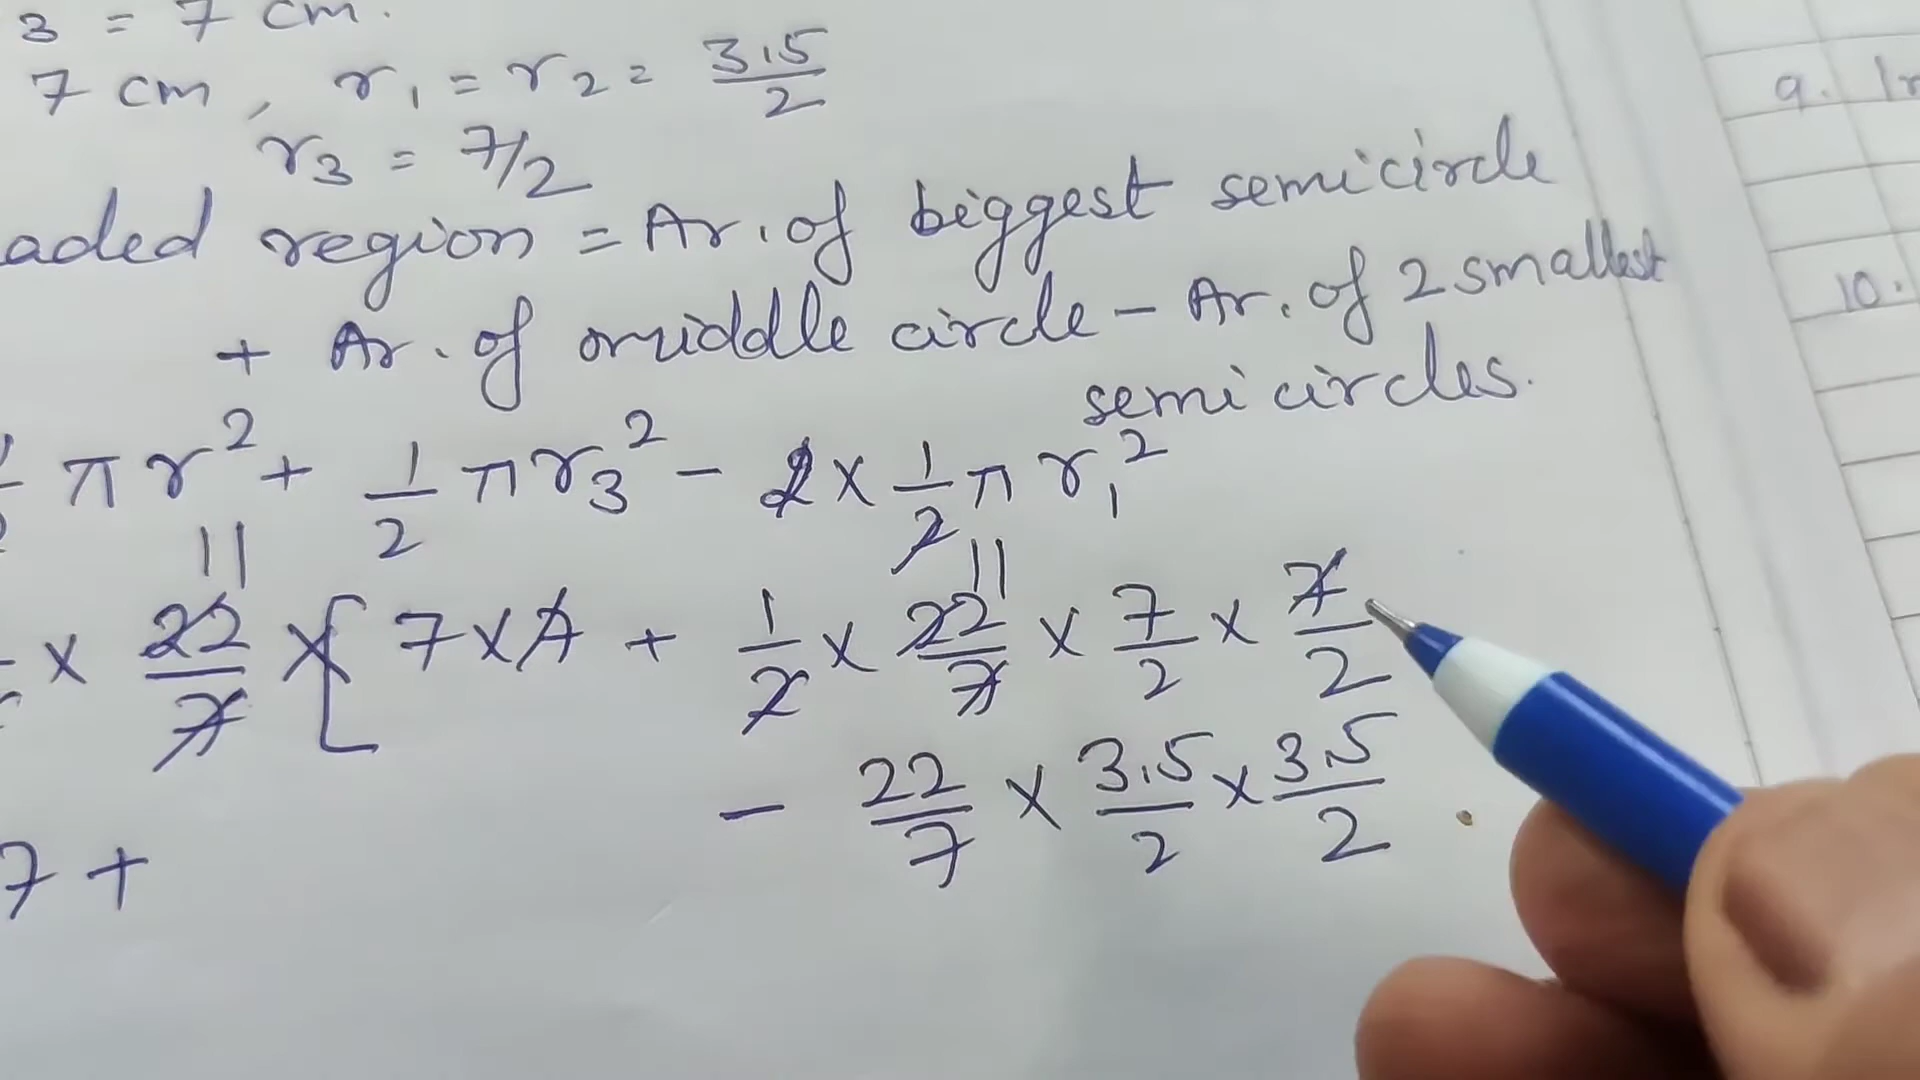 3 = 7 cm.
7 cm, r₁ = r₂ = 3.5/2
r₃ = 7/2
aded region = Ar. of biggest semicircle
+ Ar. of middle circle – Ar. of 2 smallest
semicircles.
π r² + 1/2 π r₃² – 2 × 1/2 π r₁²
11 11
× 22/7 × [ 7 × 7 + 1/2 × 22/7 × 7/2 × 7/2
– 22/7 × 3.5/2 × 3.5/2
7 +
9.
10.